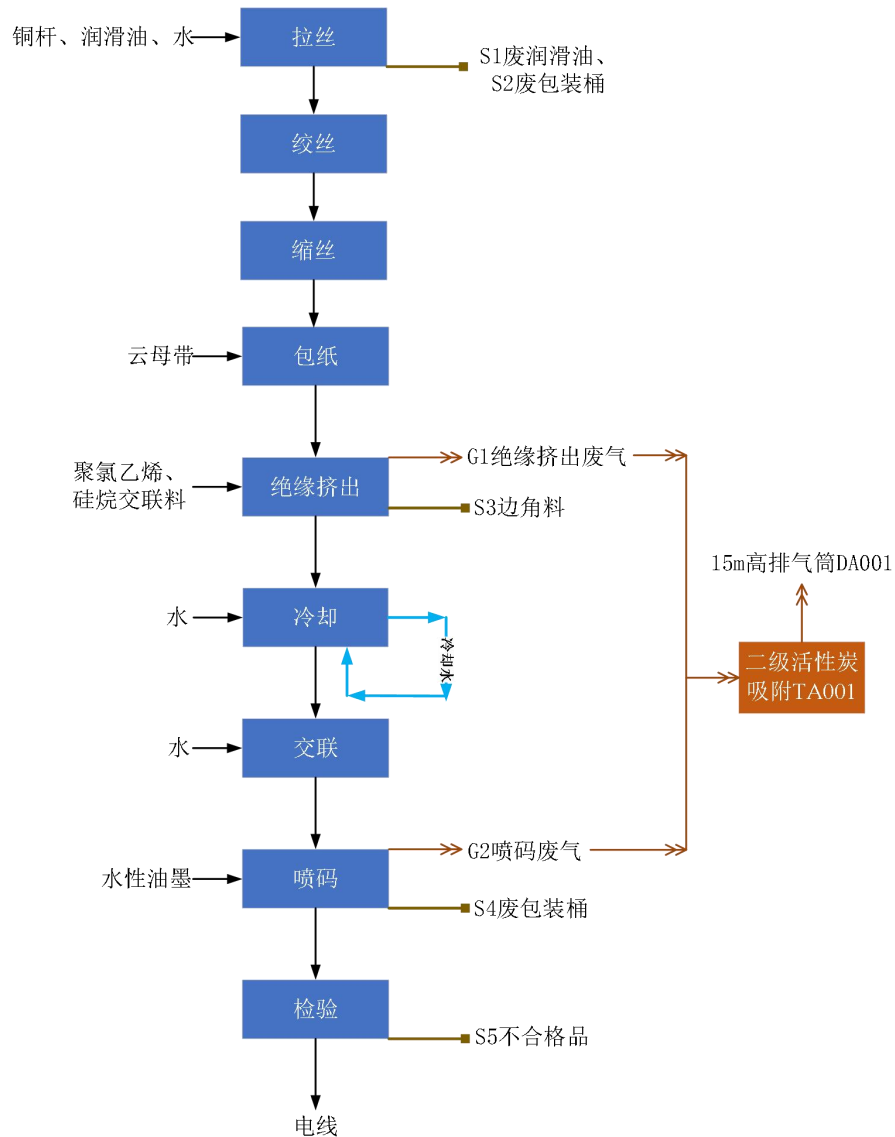 铜杆、润滑油、水
拉丝
S1废润滑油、
S2废包装桶
绞丝
缩丝
云母带
包纸
聚氯乙烯、
硅烷交联料
绝缘挤出
G1绝缘挤出废气
S3边角料
15m高排气筒DA001
水
冷却
冷却水
二级活性炭
吸附TA001
水
交联
水性油墨
喷码
G2喷码废气
S4废包装桶
检验
S5不合格品
电线